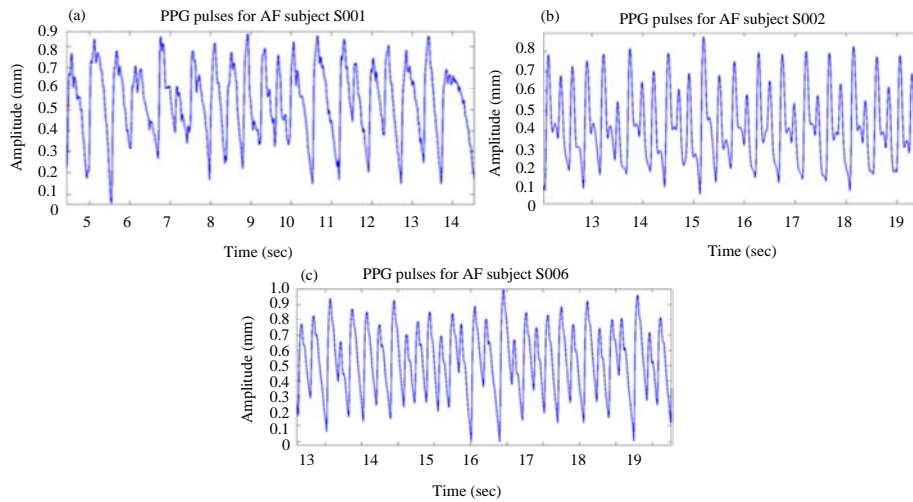 (a) PPG pulses for AF subject S001
0.9
0.8
0.7
0.6
0.5
0.4
0.3
0.2
0.1
0
Amplitude (mm)
5 6 7 8 9 10 11 12 13 14
Time (sec)
(b) PPG pulses for AF subject S002
0.8
0.7
0.6
0.5
0.4
0.3
0.2
0.1
0
Amplitude (mm)
13 14 15 16 17 18 19
Time (sec)
(c) PPG pulses for AF subject S006
1.0
0.9
0.8
0.7
0.6
0.5
0.4
0.3
0.2
0.1
0
Amplitude (mm)
13 14 15 16 17 18 19
Time (sec)